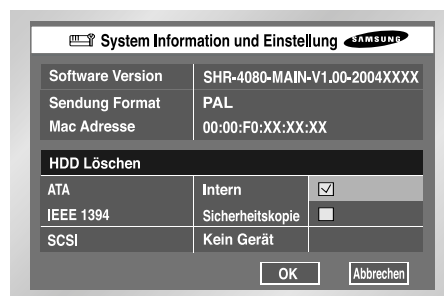 System Information und Einstellung SAMSUNG
Software Version SHR-4080-MAIN-V1.00-2004XXXX
Sendung Format PAL
Mac Adresse 00:00:F0:XX:XX:XX
HDD Löschen
ATA Intern
IEEE 1394 Sicherheitskopie
SCSI Kein Gerät
OK Abbrechen